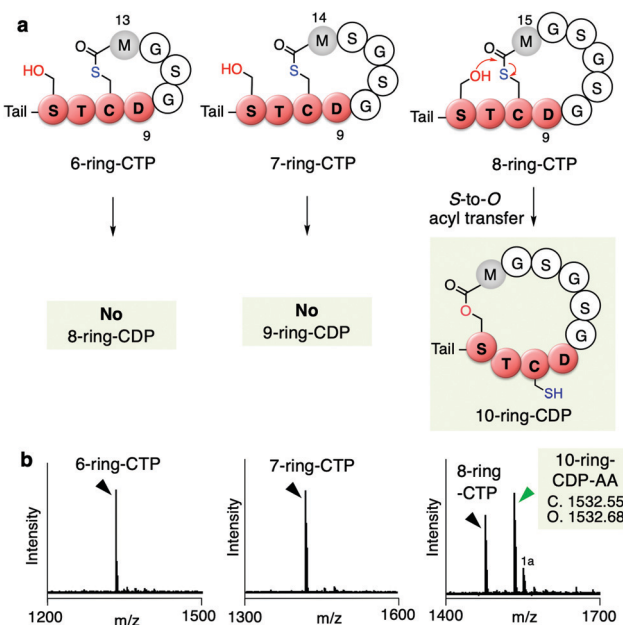 a
13
O
M
G
S
G
HO
S
Tail
S
T
C
D
9
6-ring-CTP
14
O
M
S
G
S
G
HO
S
Tail
S
T
C
D
9
7-ring-CTP
15
O
M
G
S
G
S
G
OH
S
Tail
S
T
C
D
9
8-ring-CTP
S-to-O
acyl transfer
No
8-ring-CDP
No
9-ring-CDP
M
G
S
G
S
G
O
O
Tail
S
T
C
D
SH
10-ring-CDP
b
6-ring-CTP
Intensity
1200
m/z
1500
7-ring-CTP
Intensity
1300
m/z
1600
8-ring
-CTP
10-ring-
CDP-AA
C. 1532.55
O. 1532.68
1a
Intensity
1400
m/z
1700